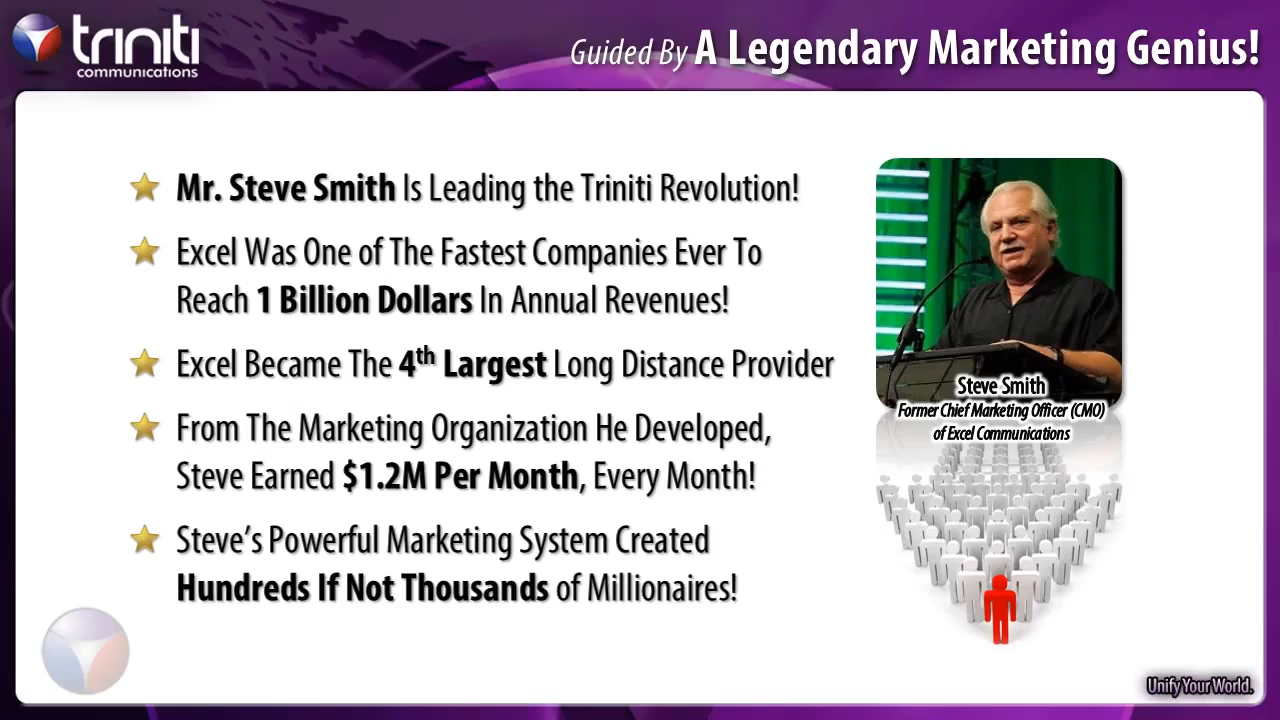 triniti
communications
Guided By A Legendary Marketing Genius!
Mr. Steve Smith Is Leading the Triniti Revolution!
Excel Was One of The Fastest Companies Ever To
Reach 1 Billion Dollars In Annual Revenues!
Excel Became The 4th Largest Long Distance Provider
From The Marketing Organization He Developed,
Steve Earned $1.2M Per Month, Every Month!
Steve’s Powerful Marketing System Created
Hundreds If Not Thousands of Millionaires!
Steve Smith
Former Chief Marketing Officer (CMO)
of Excel Communications
Unify Your World.